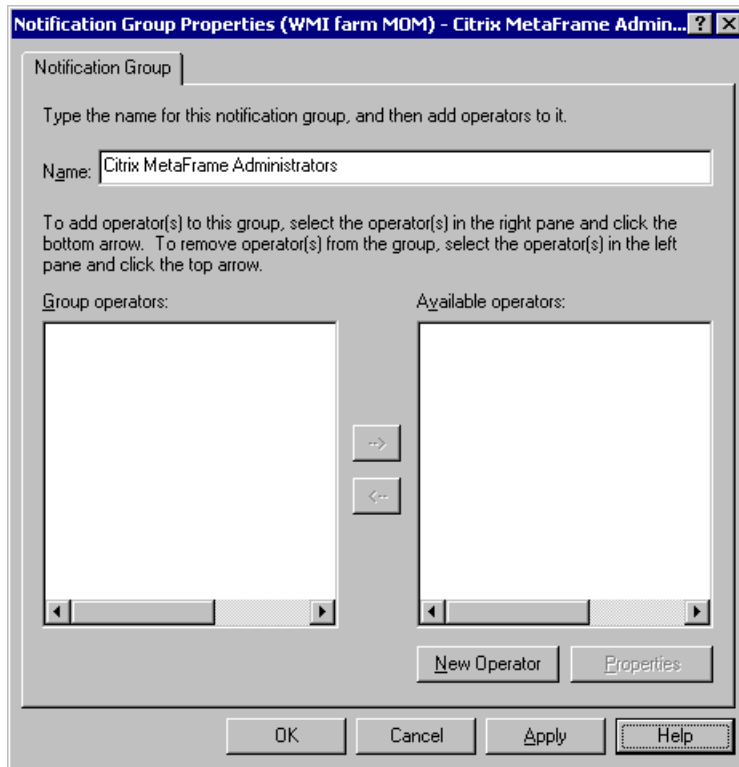 Notification Group Properties (WMI farm MOM) - Citrix MetaFrame Admin...
Notification Group
Type the name for this notification group, and then add operators to it.
Name: Citrix MetaFrame Administrators
To add operator(s) to this group, select the operator(s) in the right pane and click the
bottom arrow. To remove operator(s) from the group, select the operator(s) in the left
pane and click the top arrow.
Group operators: Available operators:
-->
<--
New Operator Properties
OK Cancel Apply Help